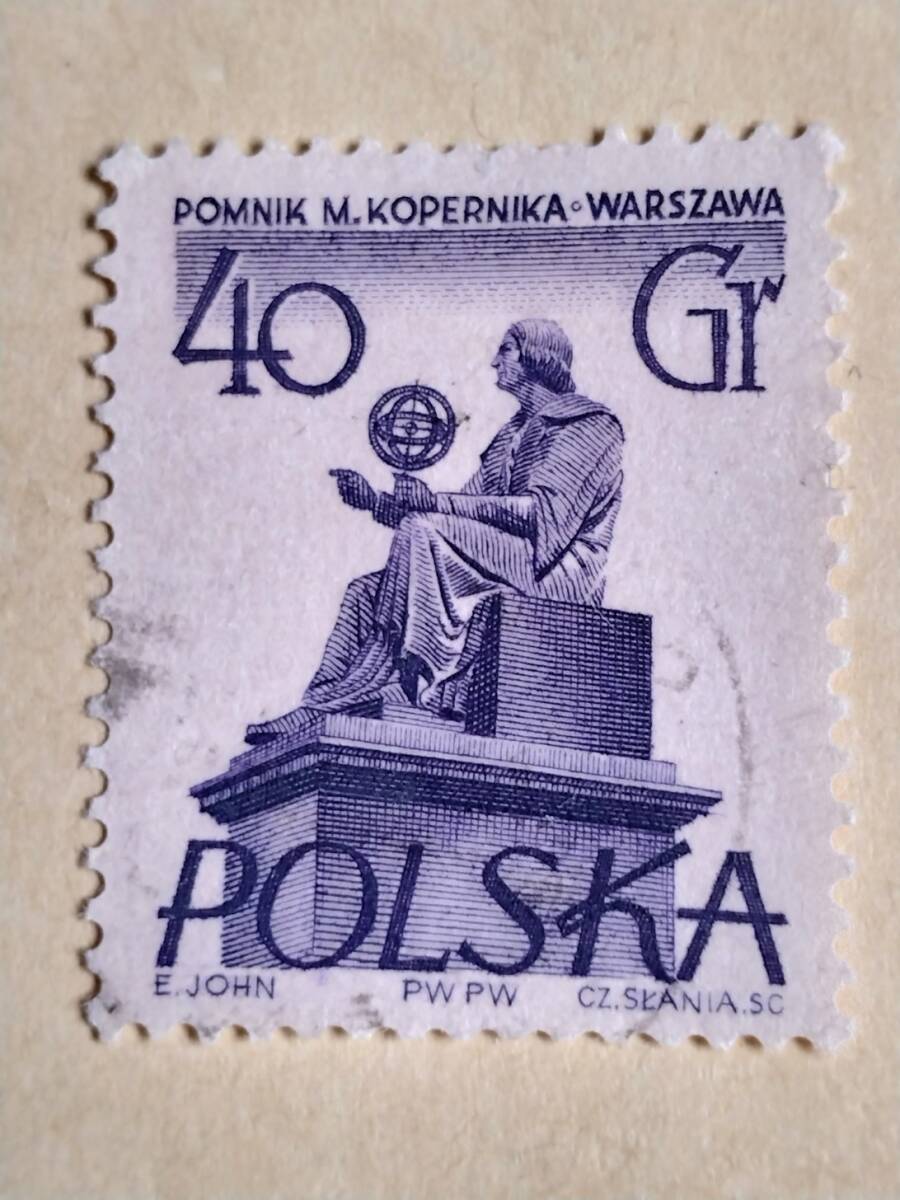 POMNIK M. KOPERNIKA∘WARSZAWA
40 Gr
POLSKA
E. JOHN PWPW CZ.SŁANIA.SC